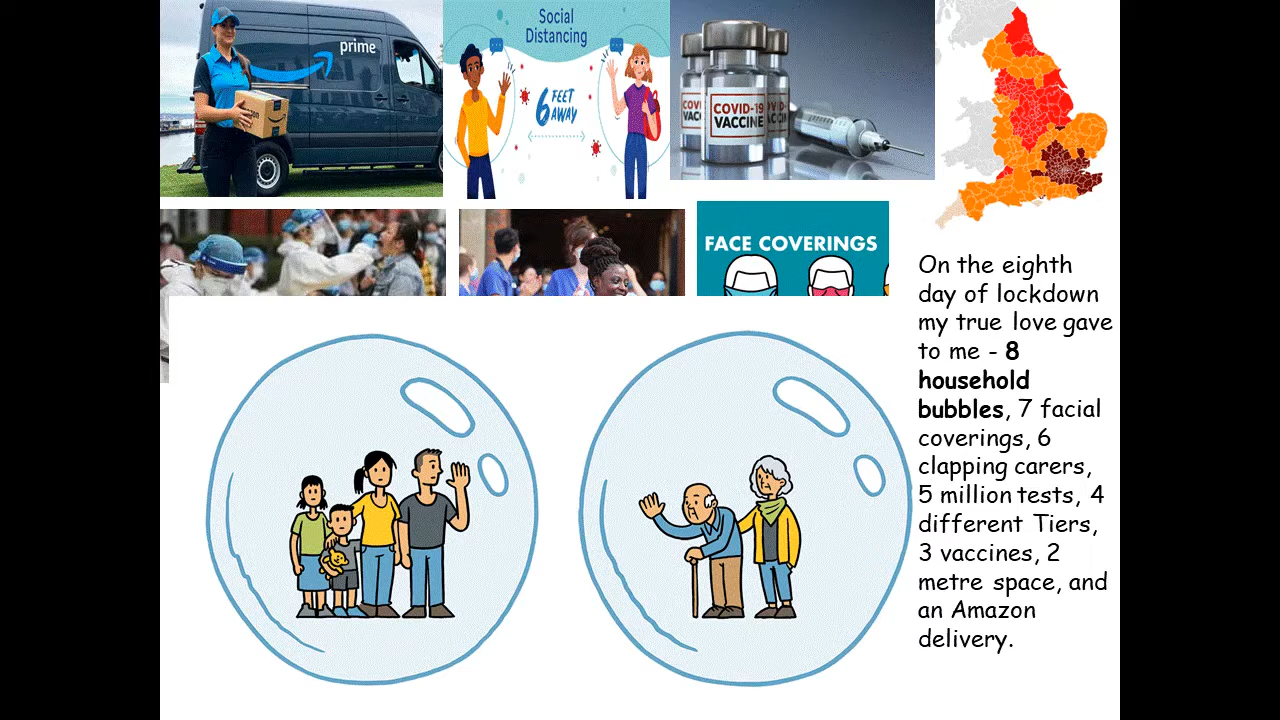 prime
Social
Distancing
6 FEET
AWAY
COVID-19
VACCINE
FACE COVERINGS
On the eighth
day of lockdown
my true love gave
to me - 8
household
bubbles, 7 facial
coverings, 6
clapping carers,
5 million tests, 4
different Tiers,
3 vaccines, 2
metre space, and
an Amazon
delivery.